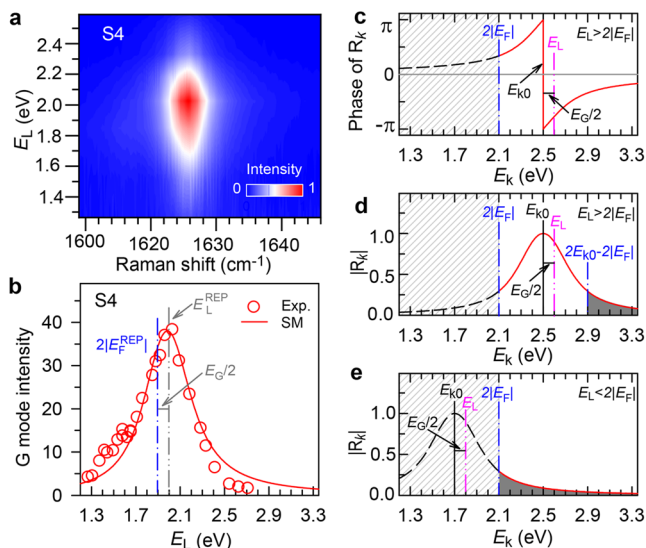 a
S4
2.4
2.2
2.0
1.8
1.6
1.4
E_L (eV)
Intensity
0 1
1600 1620 1640
Raman shift (cm⁻¹)
b
S4
E_L^REP
Exp.
SM
2|E_F^REP|
E_G/2
40
30
20
10
0
G mode intensity
1.3 1.7 2.1 2.5 2.9 3.3
E_L (eV)
c
2|E_F|
E_L
E_L>2|E_F|
π
0
-π
Phase of R_k
E_k0
E_G/2
1.3 1.7 2.1 2.5 2.9 3.3
E_k (eV)
d
2|E_F|
E_k0
E_L
E_L>2|E_F|
2E_k0-2|E_F|
1.0
0.5
0.0
|R_k|
E_G/2
1.3 1.7 2.1 2.5 2.9 3.3
E_k (eV)
e
E_k0
E_L
2|E_F|
E_L<2|E_F|
E_G/2
1.0
0.5
0.0
|R_k|
1.3 1.7 2.1 2.5 2.9 3.3
E_k (eV)